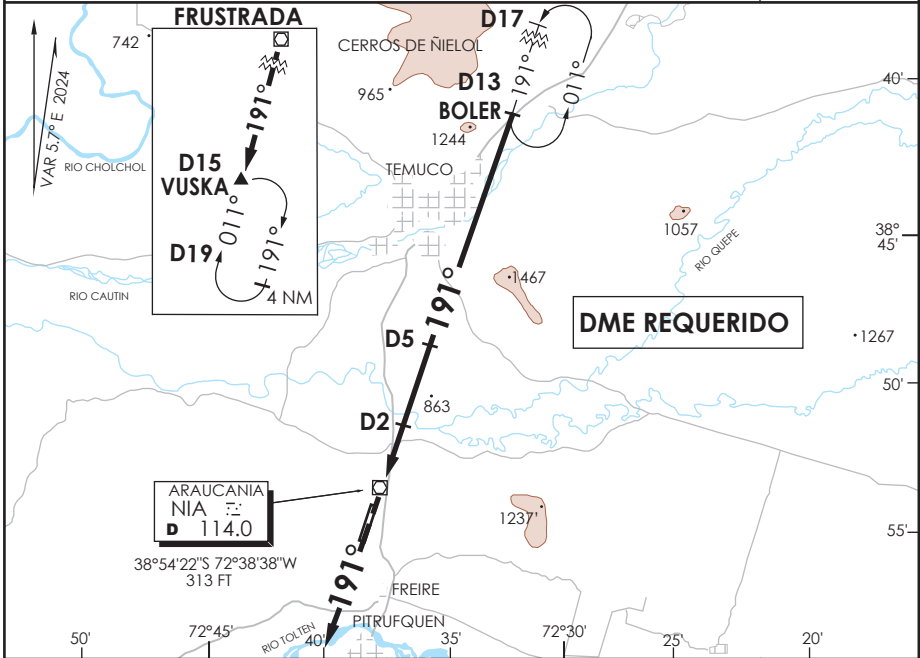 FRUSTRADA
D17
742
CERROS DE ÑIELOL
191°
011°
D13
BOLER
40'
965
VAR 5.7° E 2024
191°
1244
RIO CHOLCHOL
D15
VUSKA
TEMUCO
011°
191°
D19
4 NM
1057
38°
45'
RIO QUEPE
RIO CAUTIN
1467
191°
DME REQUERIDO
D5
1267
50'
863
D2
ARAUCANIA
NIA
D 114.0
1237'
55'
38°54'22"S 72°38'38"W
313 FT
191°
FREIRE
PITRUFQUEN
RIO TOLTEN
50'
72°45'
40'
35'
72°30'
25'
20'